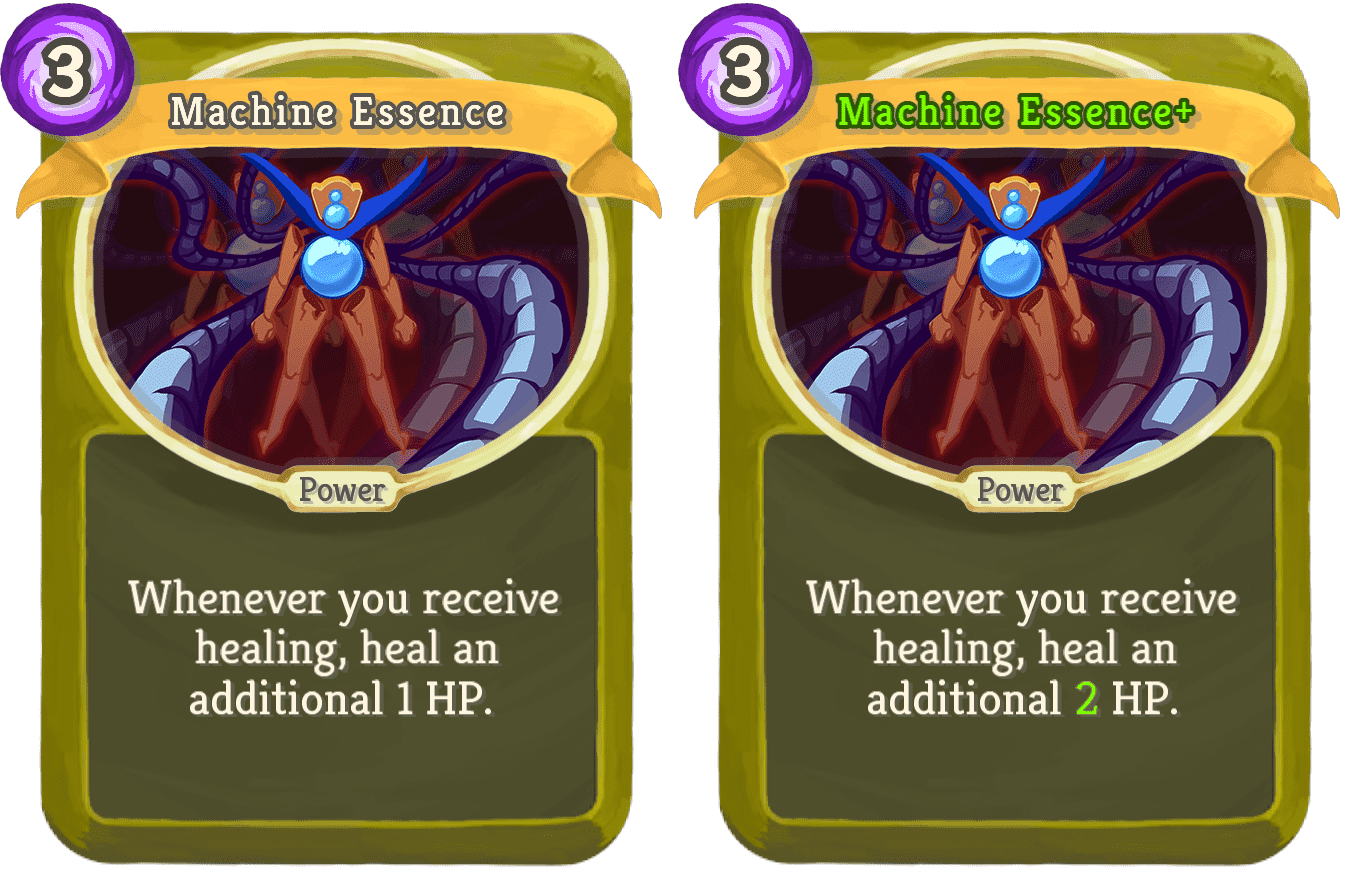 3
Machine Essence
Power
Whenever you receive
healing, heal an
additional 1 HP.
3
Machine Essence+
Power
Whenever you receive
healing, heal an
additional 2 HP.